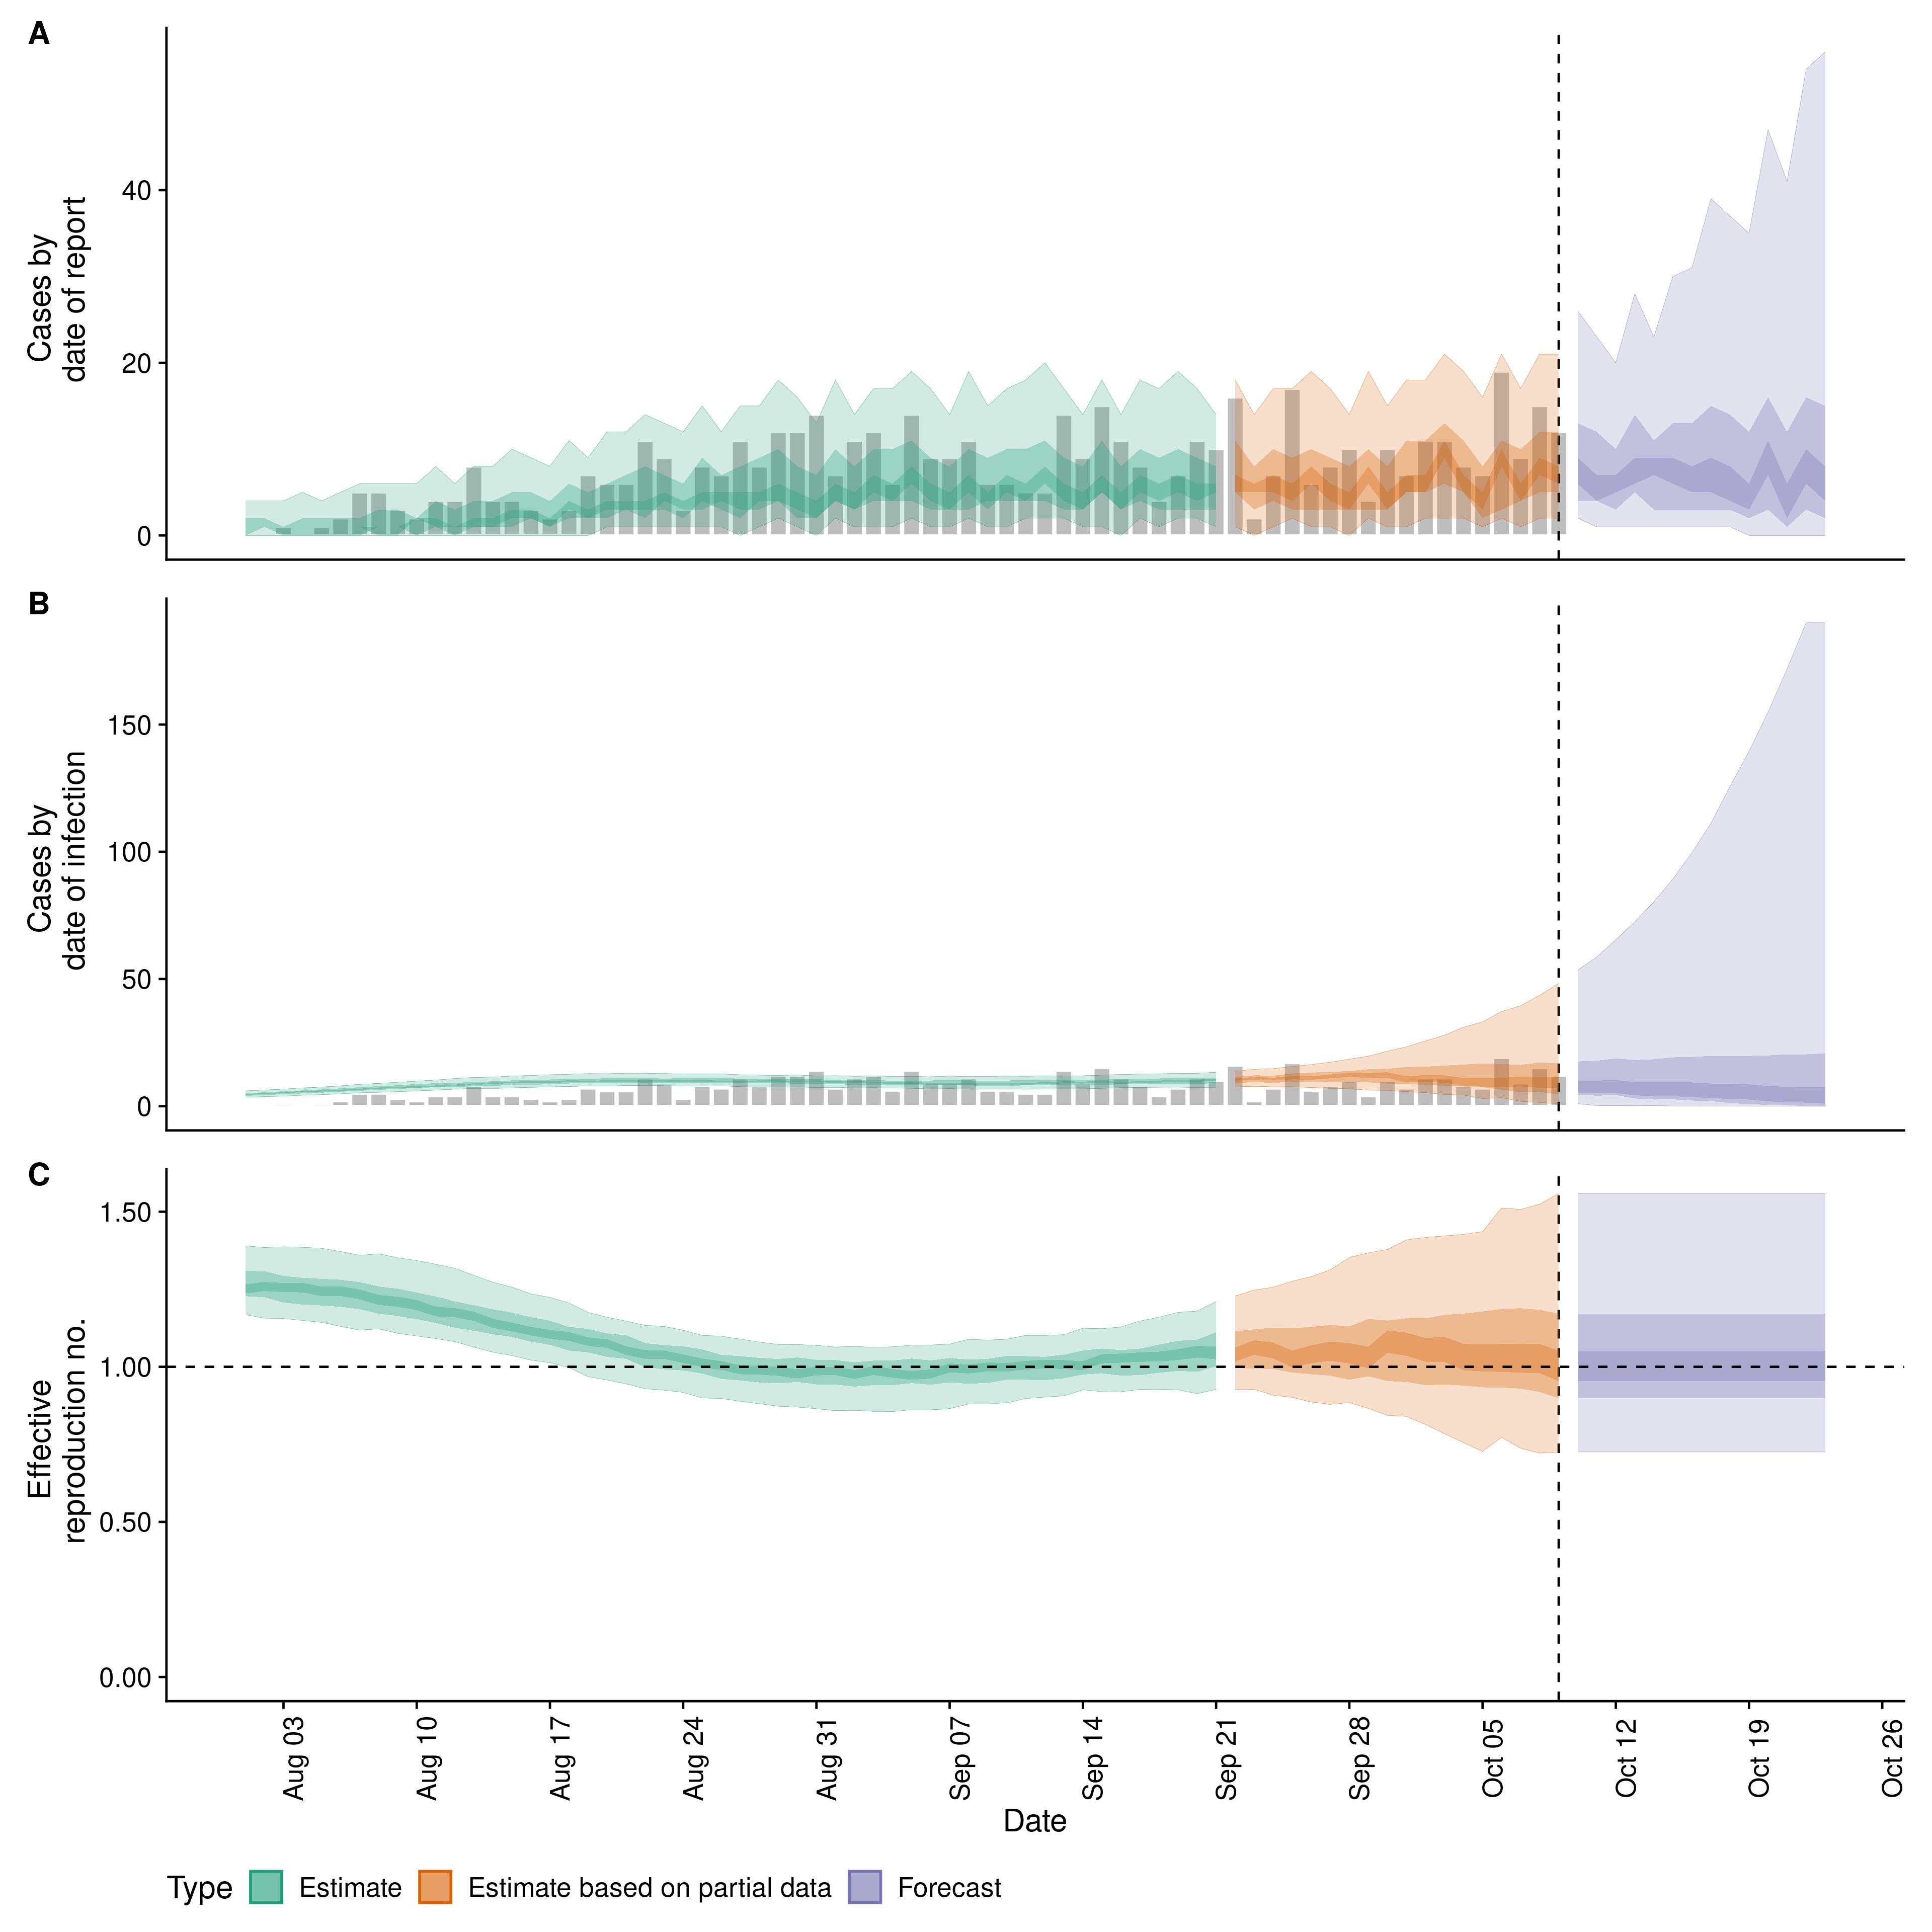 A
Cases by
date of report
40
20
0
B
Cases by
date of infection
150
100
50
0
C
Effective
reproduction no.
1.50
1.00
0.50
0.00
Aug 03
Aug 10
Aug 17
Aug 24
Aug 31
Sep 07
Sep 14
Sep 21
Sep 28
Oct 05
Oct 12
Oct 19
Oct 26
Date
Type Estimate Estimate based on partial data Forecast